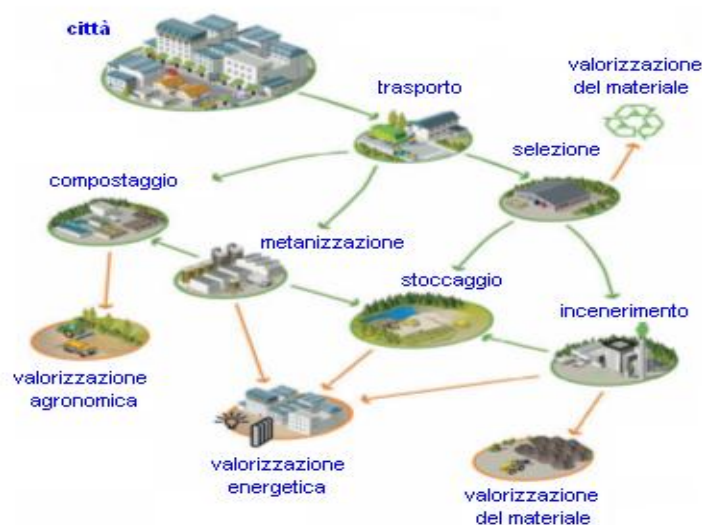 città
trasporto
valorizzazione
del materiale
selezione
compostaggio
metanizzazione
stoccaggio
incenerimento
valorizzazione
agronomica
valorizzazione
energetica
valorizzazione
del materiale